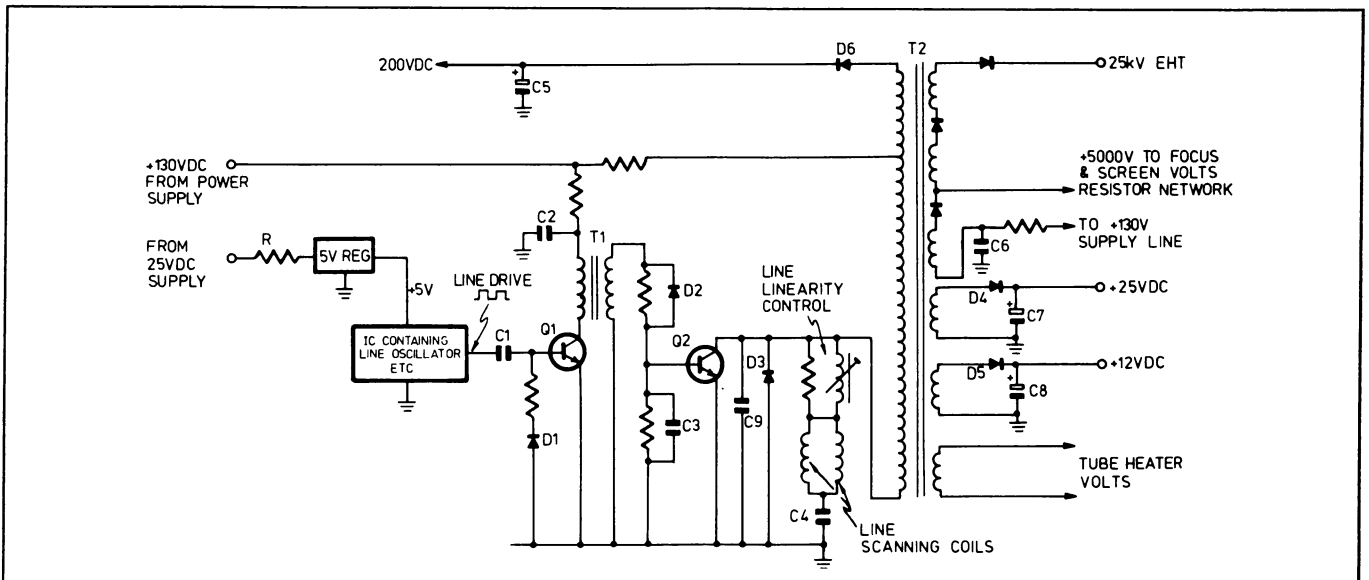 200VDC
+
C5
D6
T2
25kV EHT
+130VDC
FROM POWER
SUPPLY
+5000V TO FOCUS
& SCREEN VOLTS
RESISTOR NETWORK
C2
T1
C6
TO +130V
SUPPLY LINE
FROM
25VDC
SUPPLY
R
5V REG
+5V
LINE DRIVE
D2
LINE
LINEARITY
CONTROL
D4
+
C7
+25VDC
IC CONTAINING
LINE OSCILLATOR
ETC
C1
Q1
Q2
D3
D5
+
C8
+12VDC
D1
C3
C9
C4
LINE
SCANNING COILS
TUBE HEATER
VOLTS